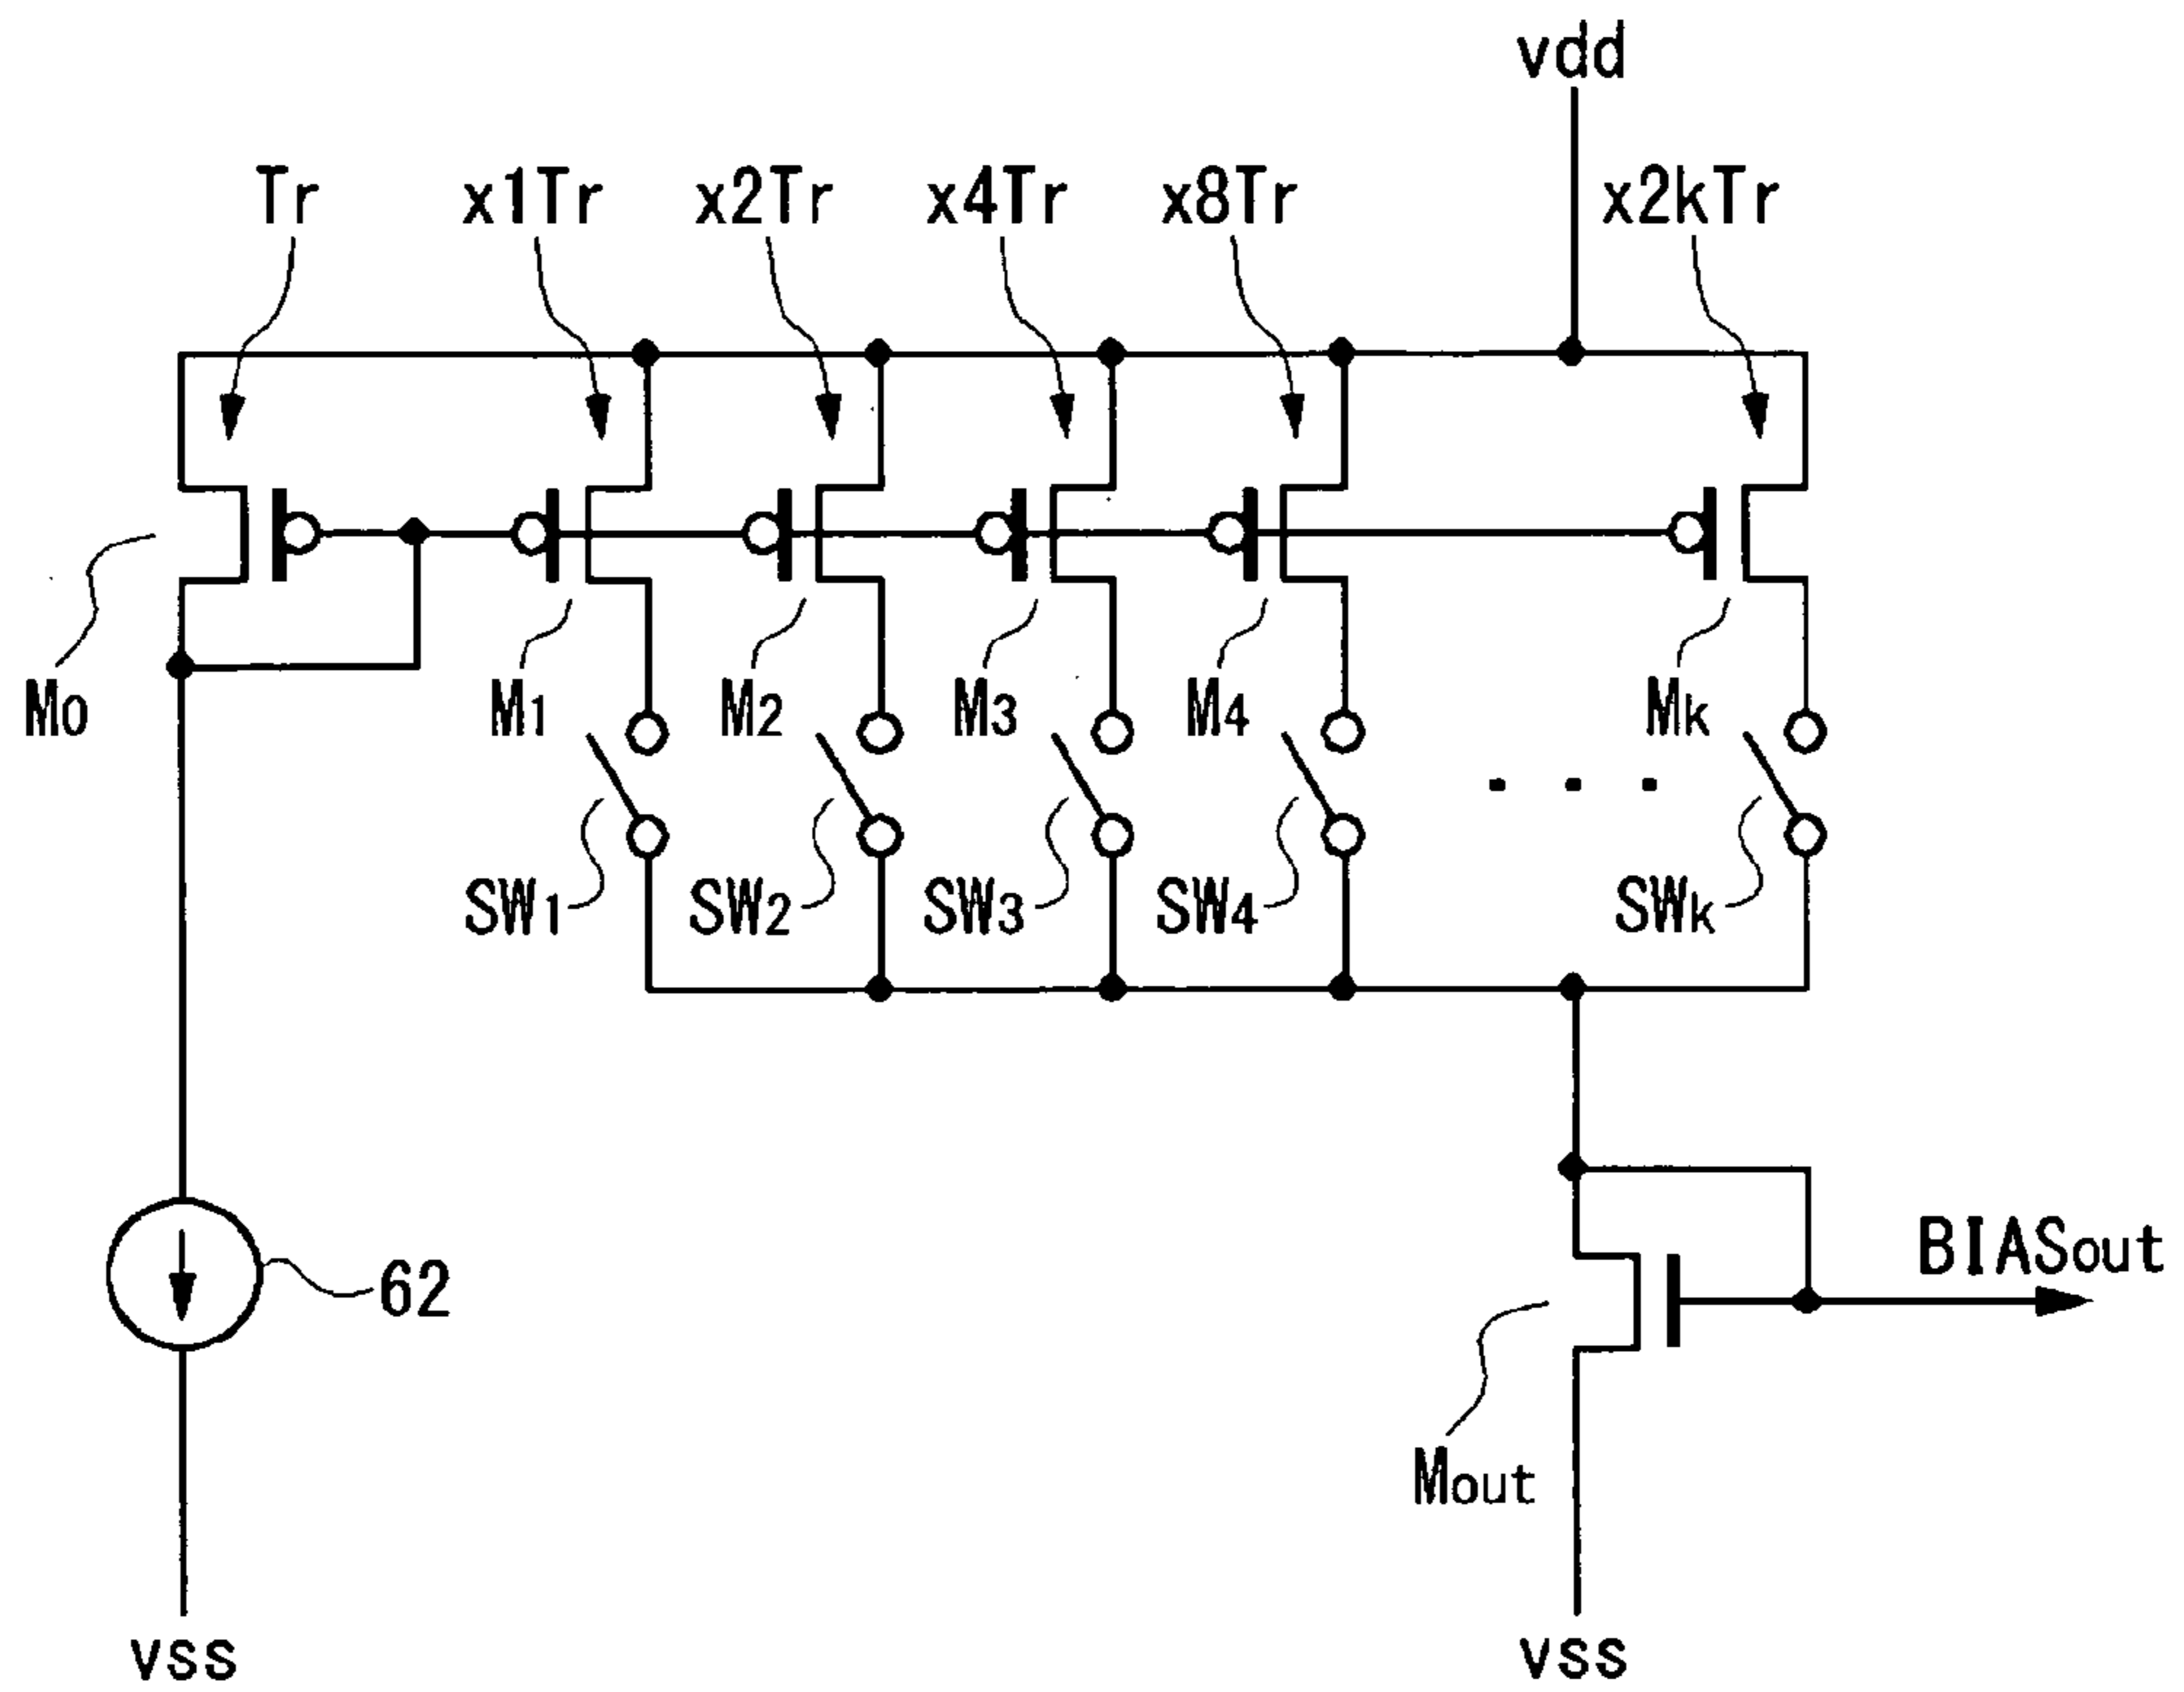 vdd
Tr x1Tr x2Tr x4Tr x8Tr x2kTr
M0 M1 M2 M3 M4 Mk
SW1 SW2 SW3 SW4 SWk
62
BIASout
Mout
vss vss